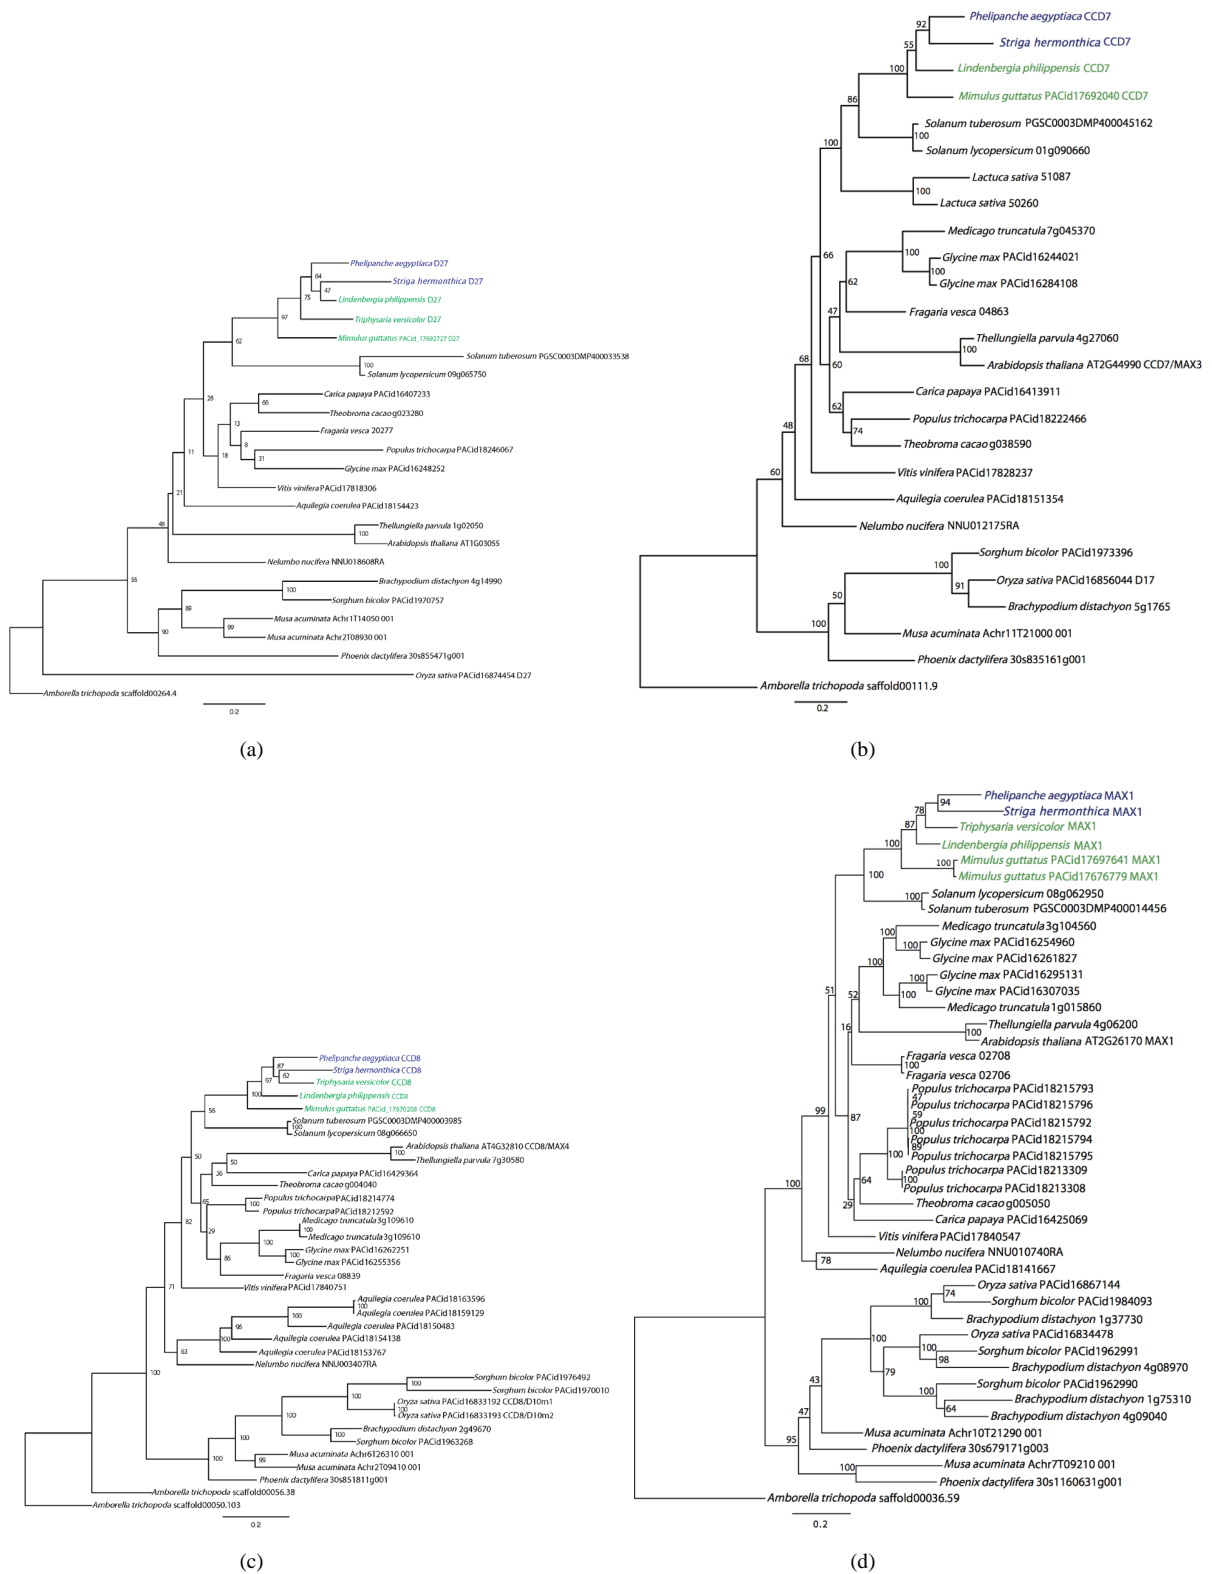 Phelipanche aegyptiaca D27
64
Striga hermonthica D27
47
75
Lindenbergia philippensis D27
97
Triphysaria versicolor D27
Mimulus guttatus PACid_17692727 D27
62
Solanum tuberosum PGSC0003DMP400033538
100
Solanum lycopersicum 09g065750
28
Carica papaya PACid16407233
66
Theobroma cacao g023280
13
Fragaria vesca 20277
8
Populus trichocarpa PACid18246067
11
18
31
Glycine max PACid16248252
Vitis vinifera PACid17818306
21
Aquilegia coerulea PACid18154423
48
Thellungiella parvula 1g02050
100
Arabidopsis thaliana AT1G03055
Nelumbo nucifera NNU018608RA
55
Brachypodium distachyon 4g14990
100
Sorghum bicolor PACid1970757
89
Musa acuminata Achr1T14050 001
99
90
Musa acuminata Achr2T08930 001
Phoenix dactylifera 30s855471g001
Oryza sativa PACid16874454 D27
Amborella trichopoda scaffold00264.4
0.2
(a)
Phelipanche aegyptiaca CCD7
92
Striga hermonthica CCD7
55
100
Lindenbergia philippensis CCD7
Mimulus guttatus PACid17692040 CCD7
86
Solanum tuberosum PGSC0003DMP400045162
100
100
Solanum lycopersicum 01g090660
Lactuca sativa 51087
100
Lactuca sativa 50260
Medicago truncatula 7g045370
100
66
Glycine max PACid16244021
100
62
Glycine max PACid16284108
47
Fragaria vesca 04863
Thellungiella parvula 4g27060
100
68
60
Arabidopsis thaliana AT2G44990 CCD7/MAX3
Carica papaya PACid16413911
62
48
Populus trichocarpa PACid18222466
74
Theobroma cacao g038590
60
Vitis vinifera PACid17828237
Aquilegia coerulea PACid18151354
Nelumbo nucifera NNU012175RA
Sorghum bicolor PACid1973396
100
Oryza sativa PACid16856044 D17
91
50
Brachypodium distachyon 5g1765
100
Musa acuminata Achr11T21000 001
Phoenix dactylifera 30s835161g001
Amborella trichopoda saffold00111.9
0.2
(b)
Phelipanche aegyptiaca CCD8
87
Striga hermonthica CCD8
62
97
Triphysaria versicolor CCD8
100
Lindenbergia philippensis CCD8
56
Mimulus guttatus PACid_17670208 CCD8
Solanum tuberosum PGSC0003DMP400003985
100
Solanum lycopersicum 08g066650
Arabidopsis thaliana AT4G32810 CCD8/MAX4
50
50
100
Thellungiella parvula 7g30580
36
Carica papaya PACid16429364
Theobroma cacao g004040
65
Populus trichocarpa PACid18214774
100
Populus trichocarpa PACid18212592
82
29
Medicago truncatula 3g109610
100
Medicago truncatula 3g109610
100
Glycine max PACid16262251
86
100
Glycine max PACid16255356
Fragaria vesca 08839
71
Vitis vinifera PACid17840751
Aquilegia coerulea PACid18163596
100
Aquilegia coerulea PACid18159129
100
95
Aquilegia coerulea PACid18150483
100
Aquilegia coerulea PACid18154138
63
Aquilegia coerulea PACid18153767
Nelumbo nucifera NNU003407RA
100
Sorghum bicolor PACid1976492
100
Sorghum bicolor PACid1970010
100
Oryza sativa PACid16833192 CCD8/D10m1
100
Oryza sativa PACid16833193 CCD8/D10m2
100
Brachypodium distachyon 2g49670
100
Sorghum bicolor PACid1963268
100
Musa acuminata Achr6T26310 001
99
100
Musa acuminata Achr2T09410 001
Phoenix dactylifera 30s851811g001
Amborella trichopoda scaffold00056.38
Amborella trichopoda scaffold00050.103
0.2
(c)
Phelipanche aegyptiaca MAX1
94
78
Striga hermonthica MAX1
87
Triphysaria versicolor MAX1
100
Lindenbergia philippensis MAX1
Mimulus guttatus PACid17697641 MAX1
100
100
Mimulus guttatus PACid17676779 MAX1
Solanum lycopersicum 08g062950
100
Solanum tuberosum PGSC0003DMP400014456
Medicago truncatula 3g104560
100
Glycine max PACid16254960
100
Glycine max PACid16261827
100
Glycine max PACid16295131
100
51
52
100
Glycine max PACid16307035
Medicago truncatula 1g015860
16
Thellungiella parvula 4g06200
100
Arabidopsis thaliana AT2G26170 MAX1
Fragaria vesca 02708
100
Fragaria vesca 02706
Populus trichocarpa PACid18215793
47
Populus trichocarpa PACid18215796
99
87
59
Populus trichocarpa PACid18215792
100
Populus trichocarpa PACid18215794
89
100
Populus trichocarpa PACid18215795
Populus trichocarpa PACid18213309
64
100
Populus trichocarpa PACid18213308
100
29
Theobroma cacao g005050
Carica papaya PACid16425069
Vitis vinifera PACid17840547
Nelumbo nucifera NNU010740RA
78
Aquilegia coerulea PACid18141667
Oryza sativa PACid16867144
74
100
Sorghum bicolor PACid1984093
Brachypodium distachyon 1g37730
100
Oryza sativa PACid16834478
100
Sorghum bicolor PACid1962991
98
79
Brachypodium distachyon 4g08970
43
Sorghum bicolor PACid1962990
100
Brachypodium distachyon 1g75310
64
47
Brachypodium distachyon 4g09040
Musa acuminata Achr10T21290 001
95
Phoenix dactylifera 30s679171g003
Musa acuminata Achr7T09210 001
100
Phoenix dactylifera 30s1160631g001
Amborella trichopoda saffold00036.59
0.2
(d)